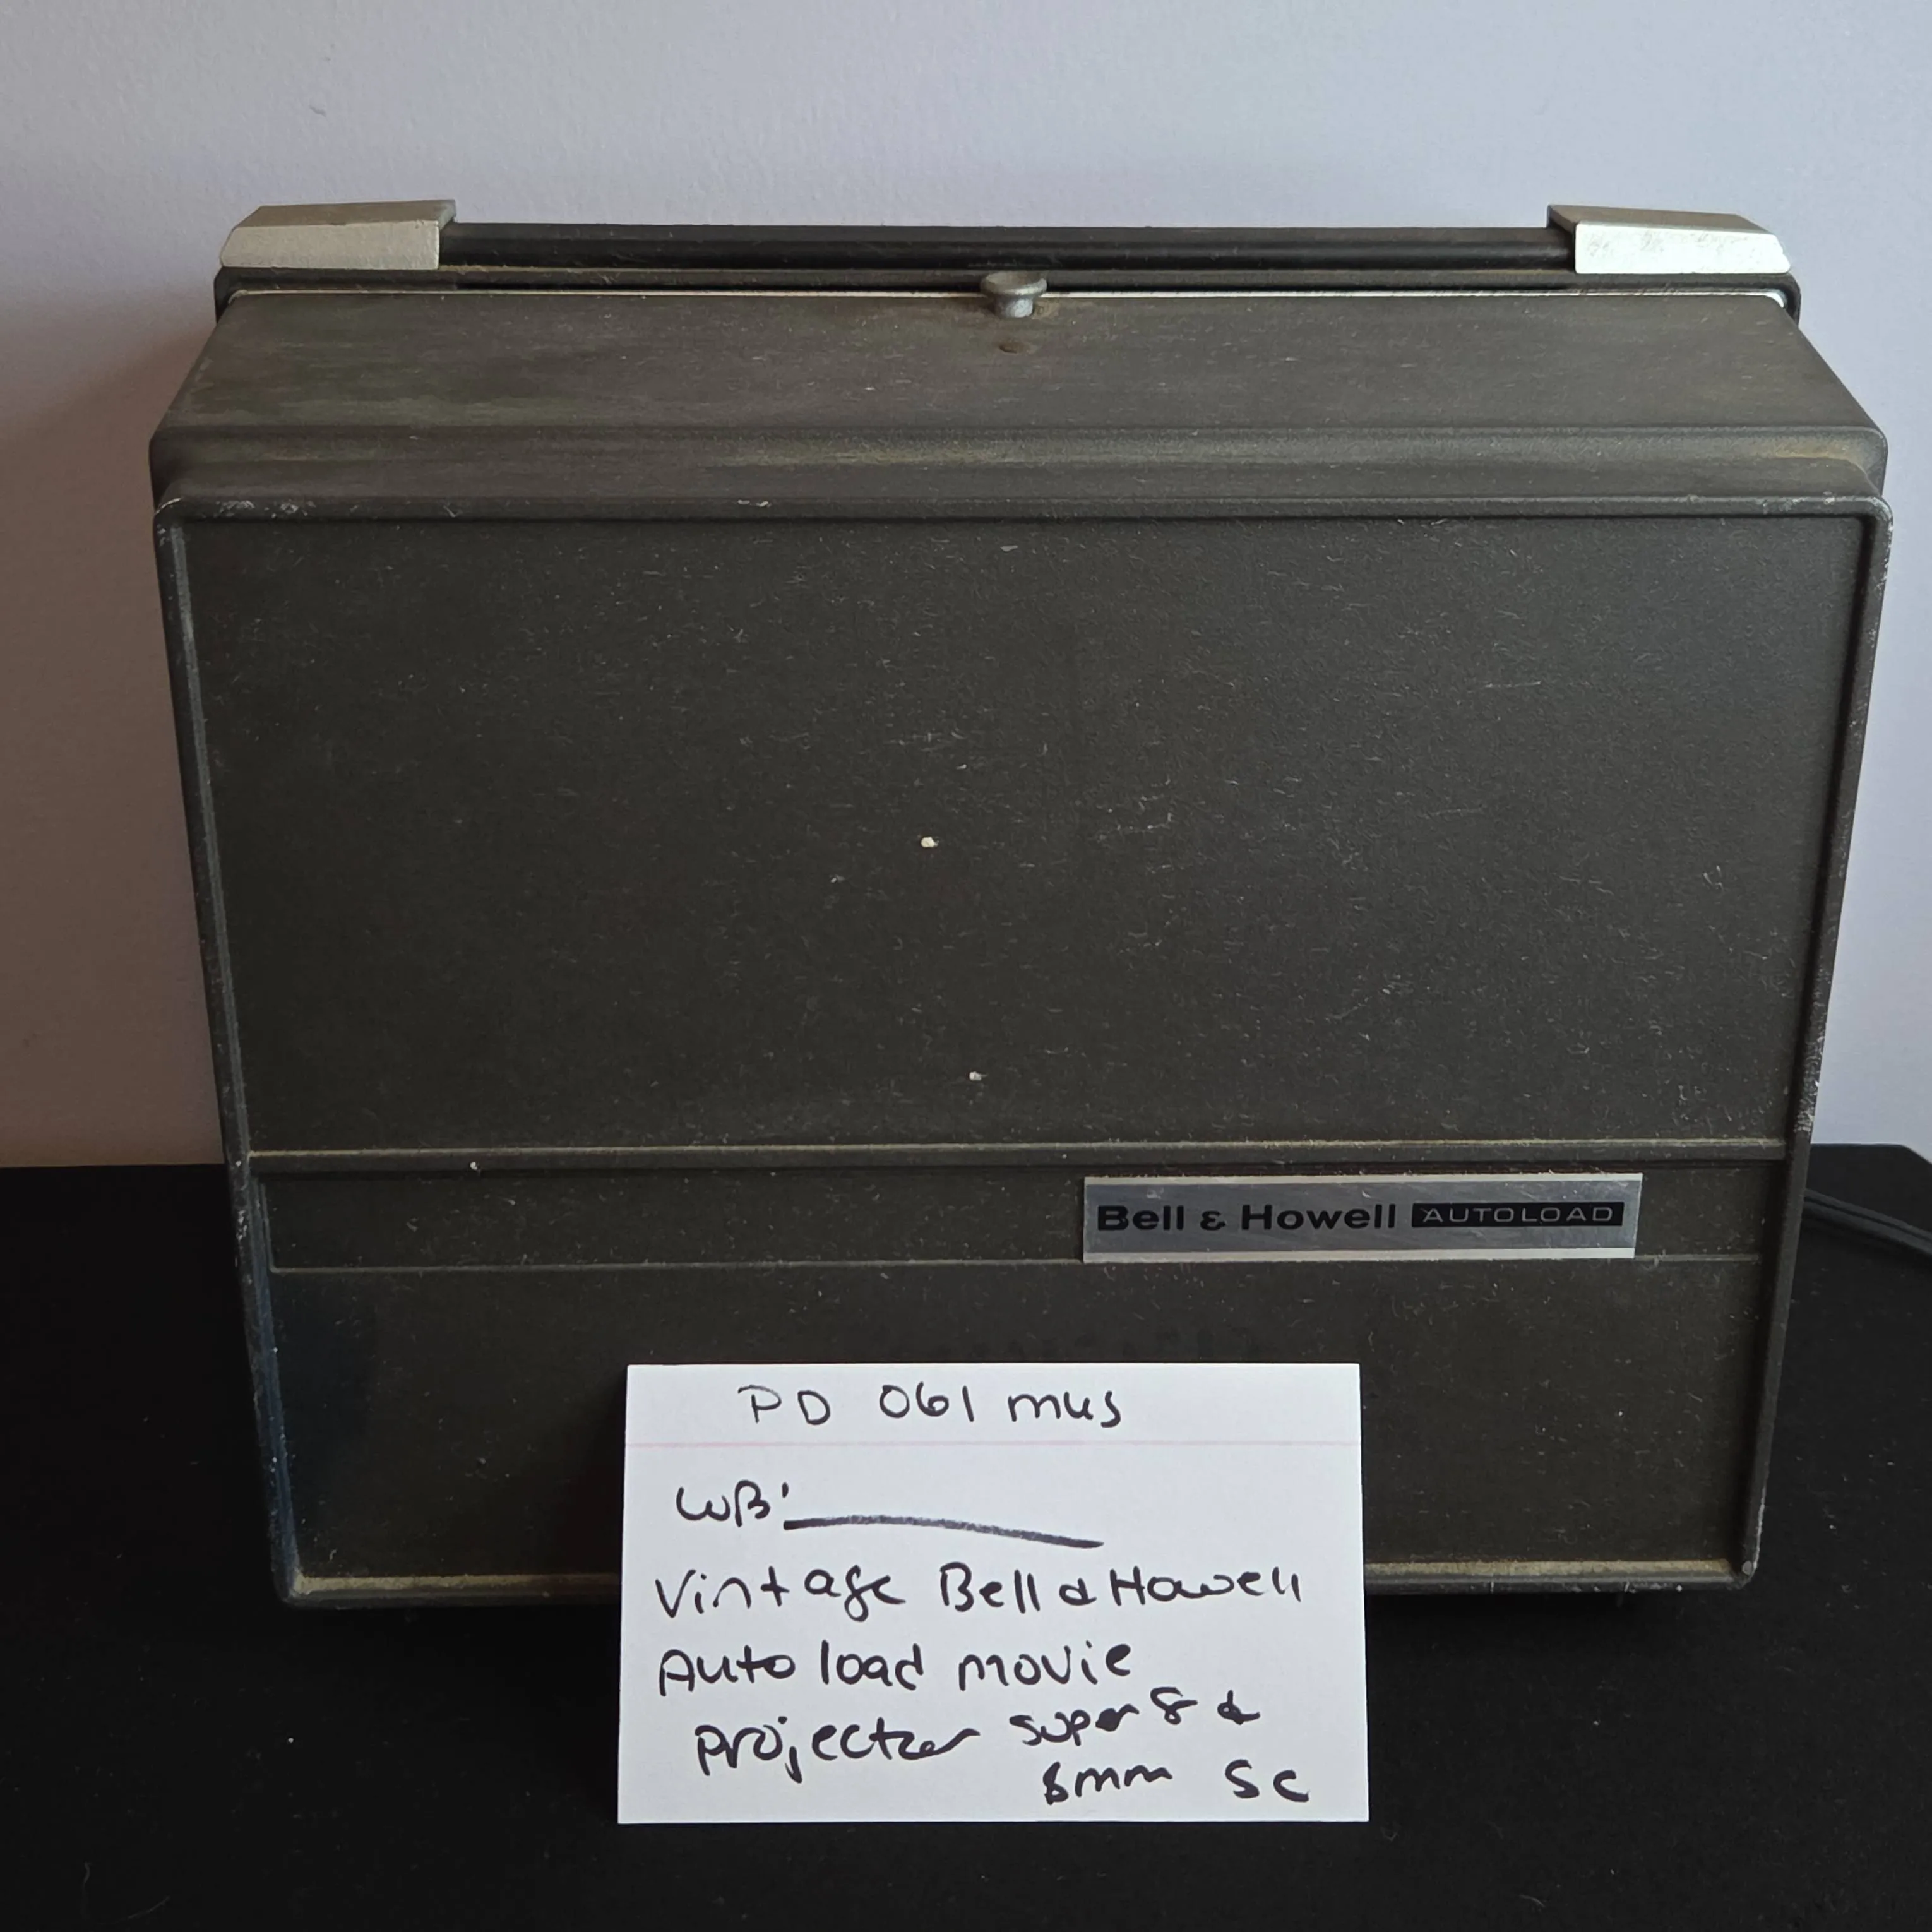 Bell & Howell AUTOLOAD
PD 061 mus
WB:
Vintage Bell & Howell
Auto load movie
Projector super 8 &
8mm SC